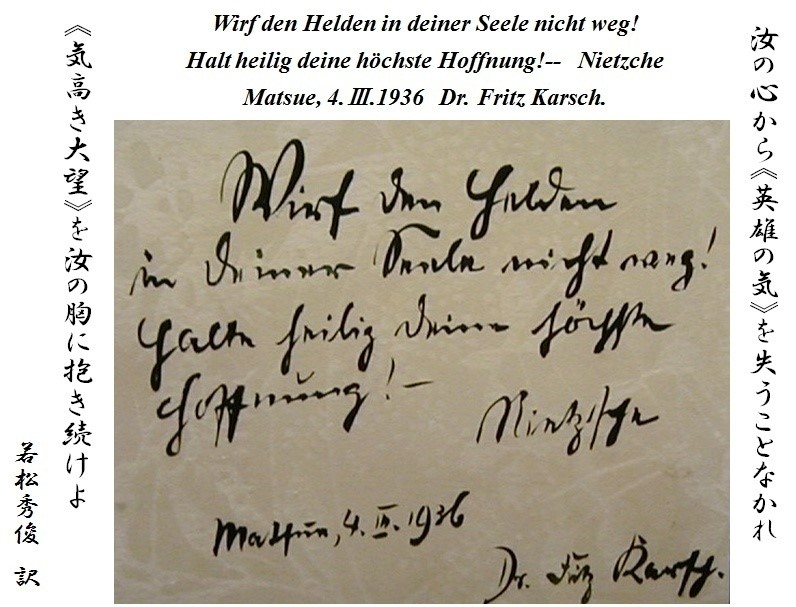 Wirf den Helden in deiner Seele nicht weg!
Halt heilig deine höchste Hoffnung!-- Nietzche
Matsue, 4. Ⅲ.1936 Dr. Fritz Karsch.
汝の心から《英雄の気》を失うことなかれ
《気高き大望》を汝の胸に抱き続けよ
若松秀俊 訳
Wirf den Helden
in deiner Seele nicht weg!
Halte heilig deine höchste
Hoffnung! –
Nietzsche
Matsue, 4. III. 1936
Dr. Fritz Karsch.